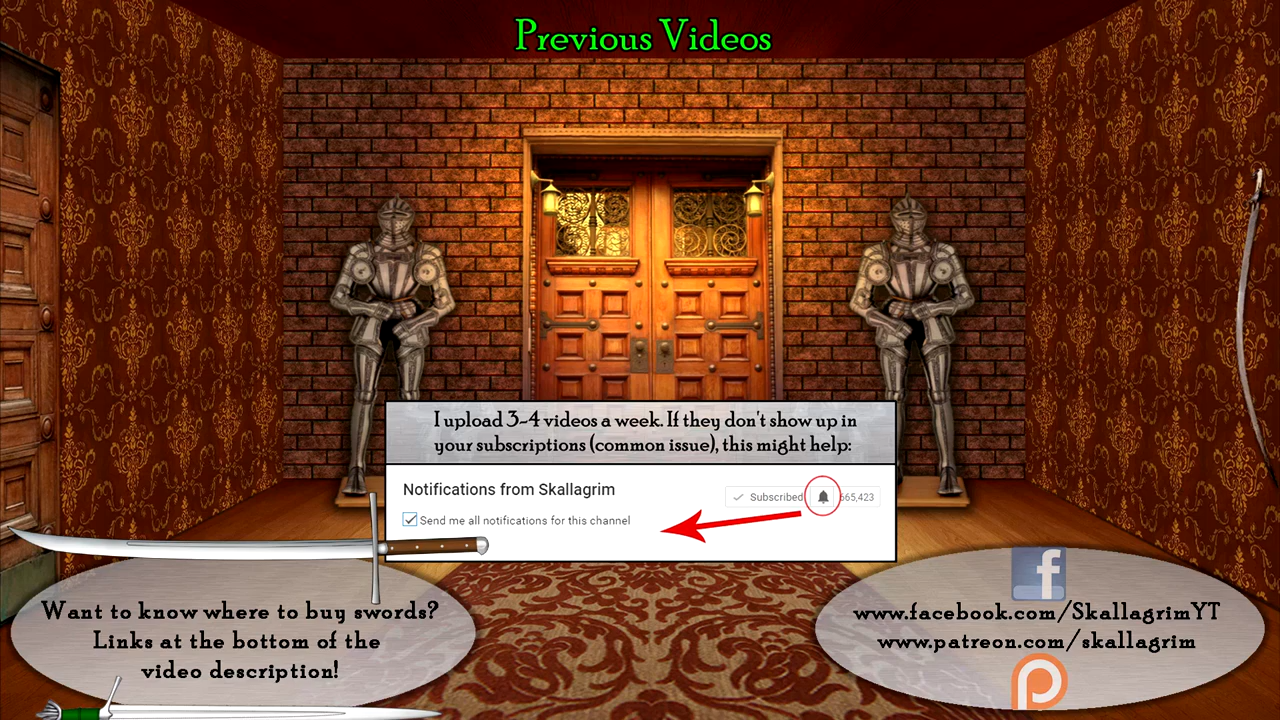 Previous Videos
I upload 3-4 videos a week. If they don't show up in
your subscriptions (common issue), this might help:
Notifications from Skallagrim
Subscribed 665,423
Send me all notifications for this channel
Want to know where to buy swords?
Links at the bottom of the
video description!
f
www.facebook.com/SkallagrimYT
www.patreon.com/skallagrim